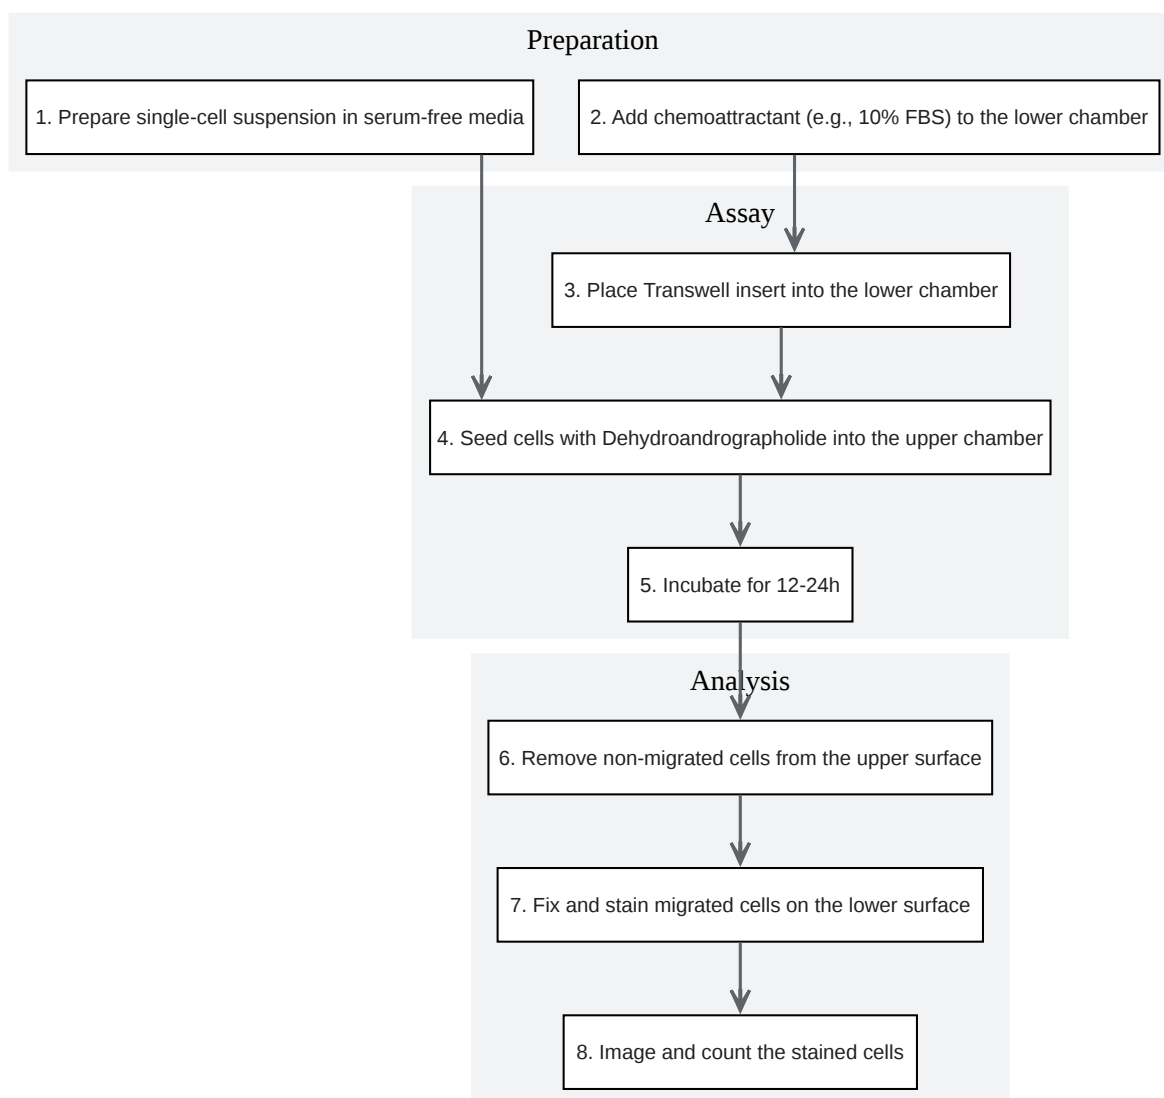 Preparation
1. Prepare single-cell suspension in serum-free media
2. Add chemoattractant (e.g., 10% FBS) to the lower chamber
Assay
3. Place Transwell insert into the lower chamber
4. Seed cells with Dehydroandrographolide into the upper chamber
5. Incubate for 12-24h
Analysis
6. Remove non-migrated cells from the upper surface
7. Fix and stain migrated cells on the lower surface
8. Image and count the stained cells